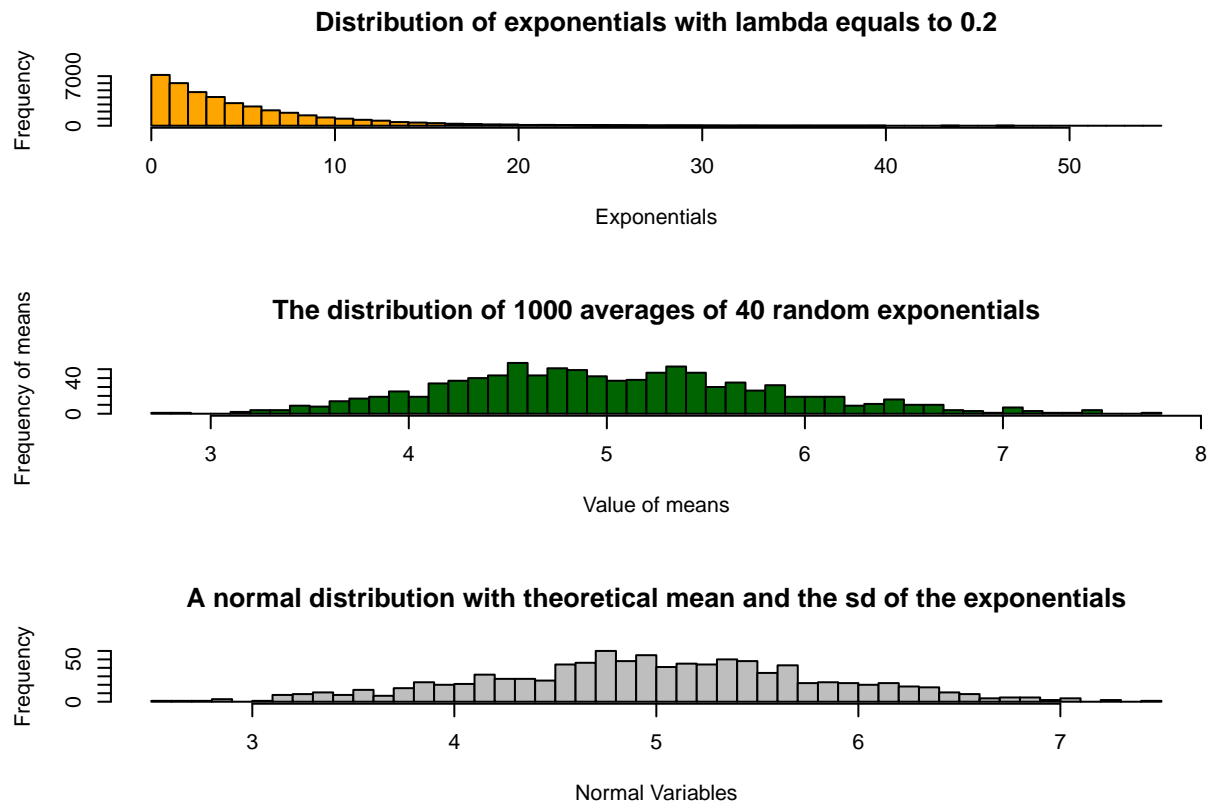 Distribution of exponentials with lambda equals to 0.2
Frequency
0 7000
0 10 20 30 40 50
Exponentials
The distribution of 1000 averages of 40 random exponentials
Frequency of means
0 40
3 4 5 6 7 8
Value of means
A normal distribution with theoretical mean and the sd of the exponentials
Frequency
0 50
3 4 5 6 7
Normal Variables